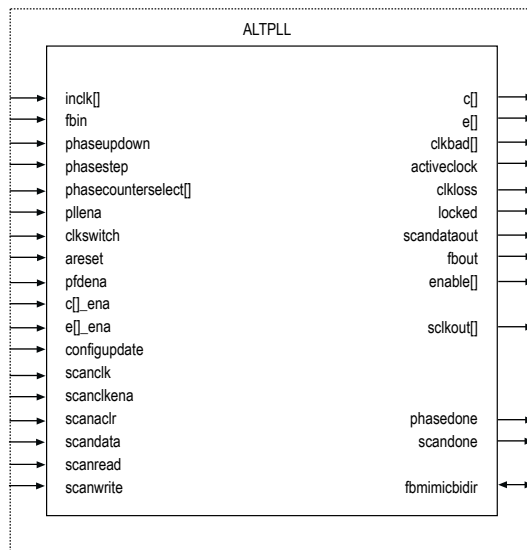 ALTPLL
inclk[]
fbin
phaseupdown
phasestep
phasecounterselect[]
pllena
clkswitch
areset
pfdena
c[]_ena
e[]_ena
configupdate
scanclk
scanclkena
scanaclr
scandata
scanread
scanwrite
c[]
e[]
clkbad[]
activeclock
clkloss
locked
scandataout
fbout
enable[]
sclkout[]
phasedone
scandone
fbmimicbidir